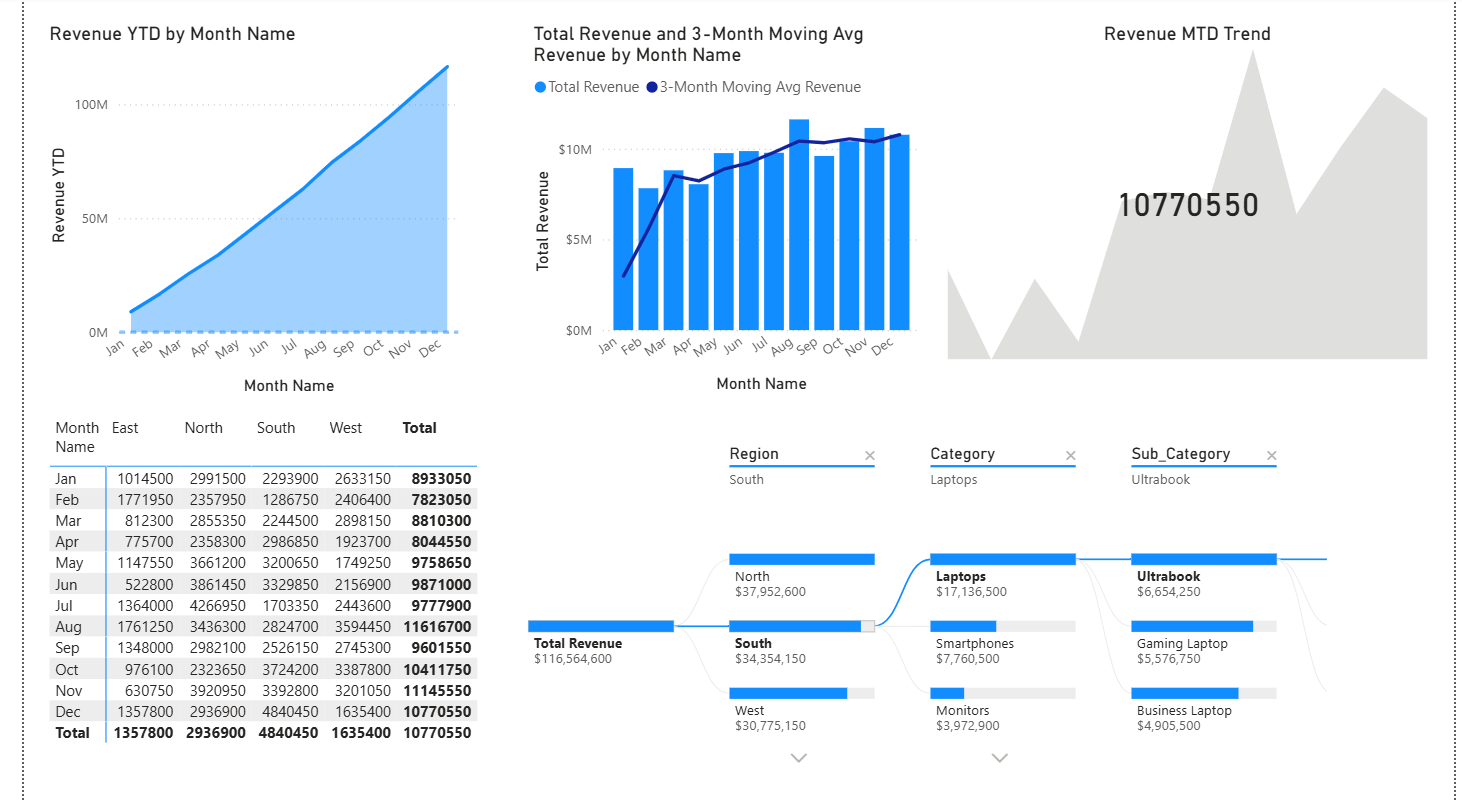 Revenue YTD by Month Name
100M
50M
0M
Revenue YTD
Jan Feb Mar Apr May Jun Jul Aug Sep Oct Nov Dec
Month Name
Total Revenue and 3-Month Moving Avg
Revenue by Month Name
Total Revenue 3-Month Moving Avg Revenue
$10M
$5M
$0M
Total Revenue
Jan Feb Mar Apr May Jun Jul Aug Sep Oct Nov Dec
Month Name
Revenue MTD Trend
10770550
Month Name East North South West Total
Jan 1014500 2991500 2293900 2633150 8933050
Feb 1771950 2357950 1286750 2406400 7823050
Mar 812300 2855350 2244500 2898150 8810300
Apr 775700 2358300 2986850 1923700 8044550
May 1147550 3661200 3200650 1749250 9758650
Jun 522800 3861450 3329850 2156900 9871000
Jul 1364000 4266950 1703350 2443600 9777900
Aug 1761250 3436300 2824700 3594450 11616700
Sep 1348000 2982100 2526150 2745300 9601550
Oct 976100 2323650 3724200 3387800 10411750
Nov 630750 3920950 3392800 3201050 11145550
Dec 1357800 2936900 4840450 1635400 10770550
Total 1357800 2936900 4840450 1635400 10770550
Region
South
Category
Laptops
Sub_Category
Ultrabook
Total Revenue
$116,564,600
North
$37,952,600
South
$34,354,150
West
$30,775,150
Laptops
$17,136,500
Smartphones
$7,760,500
Monitors
$3,972,900
Ultrabook
$6,654,250
Gaming Laptop
$5,576,750
Business Laptop
$4,905,500